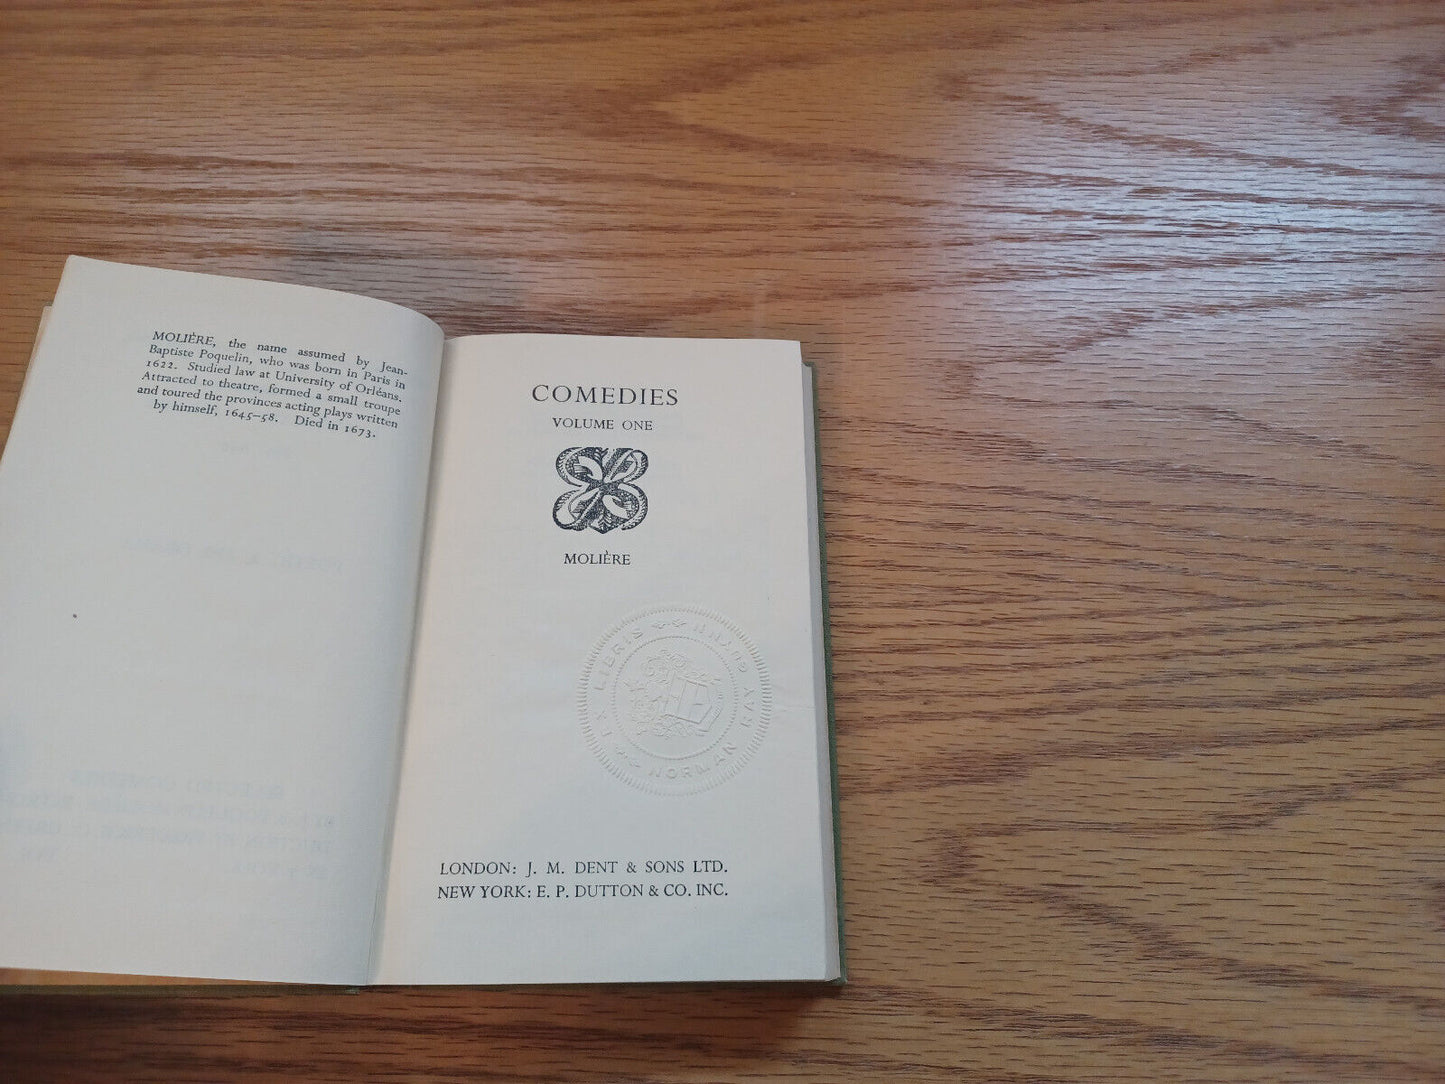 MOLIÈRE, the name assumed by Jean-
Baptiste Poquelin, who was born in Paris in
1622. Studied law at University of Orléans.
Attracted to theatre, formed a small troupe
and toured the provinces acting plays written
by himself, 1645–58. Died in 1673.
COMEDIES
VOLUME ONE
MOLIÈRE
EX LIBRIS
NORMAN RAY
LONDON: J. M. DENT & SONS LTD.
NEW YORK: E. P. DUTTON & CO. INC.